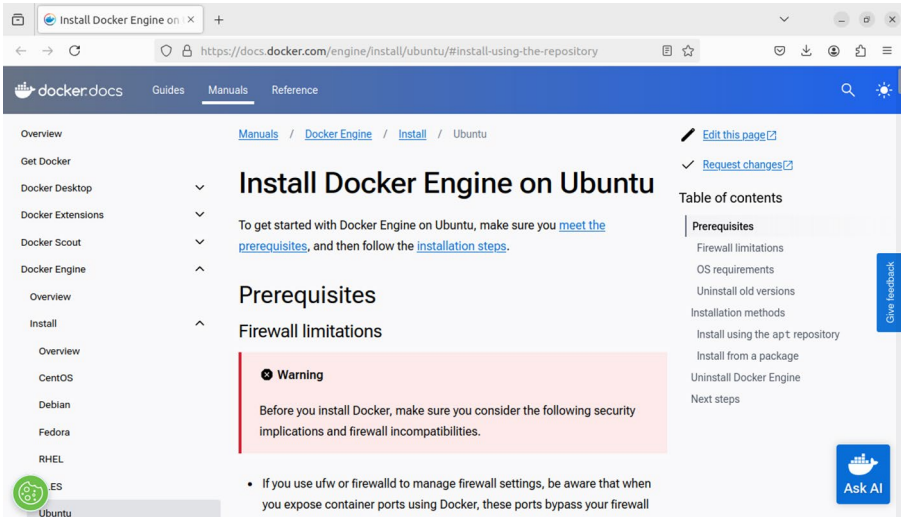 Install Docker Engine on
https://docs.docker.com/engine/install/ubuntu/#install-using-the-repository
docker.docs
Guides
Manuals
Reference
Overview
Get Docker
Docker Desktop
Docker Extensions
Docker Scout
Docker Engine
Overview
Install
Overview
CentOS
Debian
Fedora
RHEL
ES
Ubuntu
Manuals / Docker Engine / Install / Ubuntu
Install Docker Engine on Ubuntu
To get started with Docker Engine on Ubuntu, make sure you meet the
prerequisites, and then follow the installation steps.
Prerequisites
Firewall limitations
Warning
Before you install Docker, make sure you consider the following security
implications and firewall incompatibilities.
• If you use ufw or firewalld to manage firewall settings, be aware that when
you expose container ports using Docker, these ports bypass your firewall
Edit this page
Request changes
Table of contents
Prerequisites
Firewall limitations
OS requirements
Uninstall old versions
Installation methods
Install using the apt repository
Install from a package
Uninstall Docker Engine
Next steps
Give feedback
Ask AI